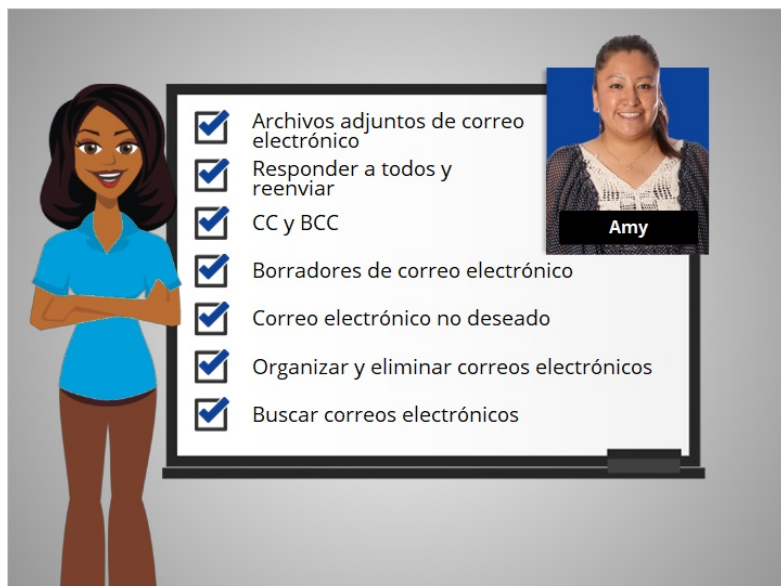 Archivos adjuntos de correo
electrónico
Responder a todos y
reenviar
CC y BCC
Borradores de correo electrónico
Correo electrónico no deseado
Organizar y eliminar correos electrónicos
Buscar correos electrónicos
Amy